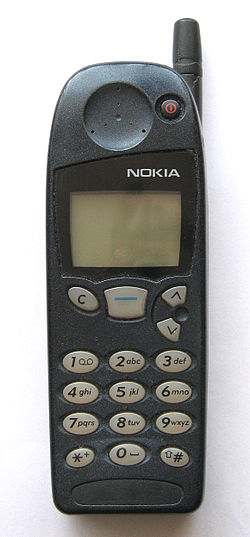 NOKIA
C
1 2abc 3def
4ghi 5jkl 6mno
7pqrs 8tuv 9wxyz
*+ 0 #